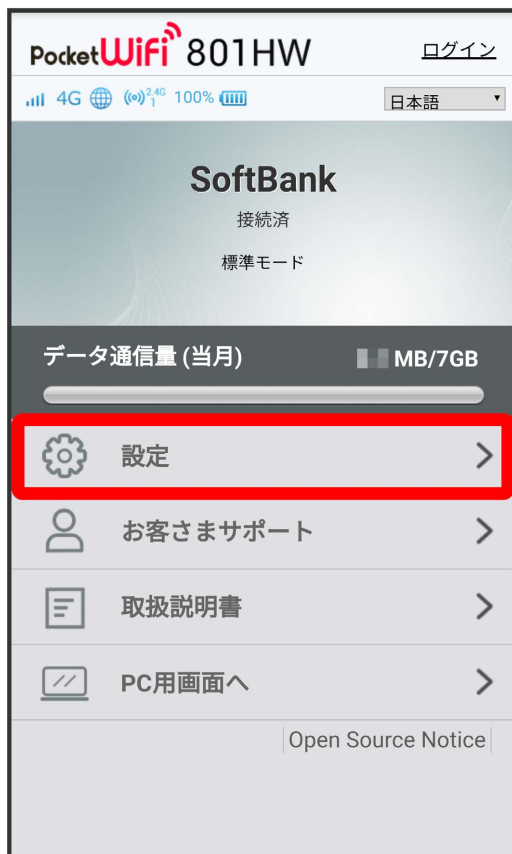 PocketWiFi 801HW ログイン
4G 2.4G 1 100% 日本語
SoftBank
接続済
標準モード
データ通信量 (当月) MB/7GB
設定
お客さまサポート
取扱説明書
PC用画面へ
Open Source Notice